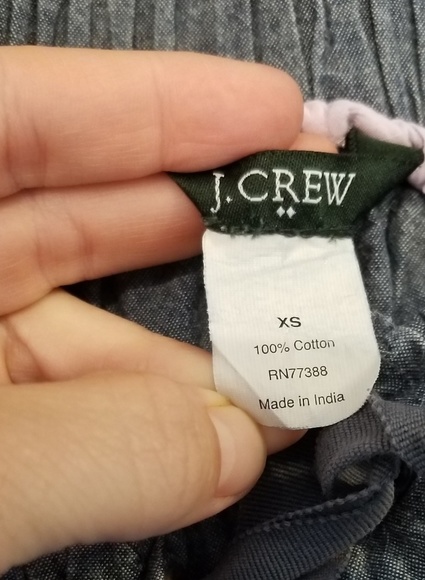 J.CREW
XS
100% Cotton
RN77388
Made in India